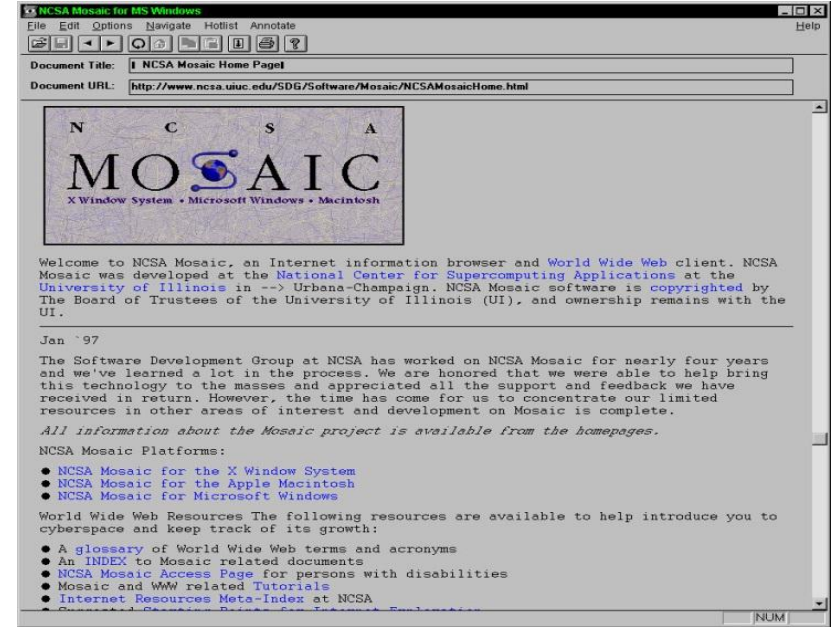 NCSA Mosaic for MS Windows
File Edit Options Navigate Hotlist Annotate Help
Document Title: NCSA Mosaic Home Page
Document URL: http://www.ncsa.uiuc.edu/SDG/Software/Mosaic/NCSAMosaicHome.html
N C S A
MOSAIC
X Window System • Microsoft Windows • Macintosh
Welcome to NCSA Mosaic, an Internet information browser and World Wide Web client. NCSA
Mosaic was developed at the National Center for Supercomputing Applications at the
University of Illinois in --> Urbana-Champaign. NCSA Mosaic software is copyrighted by
The Board of Trustees of the University of Illinois (UI), and ownership remains with the
UI.
Jan `97
The Software Development Group at NCSA has worked on NCSA Mosaic for nearly four years
and we've learned a lot in the process. We are honored that we were able to help bring
this technology to the masses and appreciated all the support and feedback we have
received in return. However, the time has come for us to concentrate our limited
resources in other areas of interest and development on Mosaic is complete.
All information about the Mosaic project is available from the homepages.
NCSA Mosaic Platforms:
● NCSA Mosaic for the X Window System
● NCSA Mosaic for the Apple Macintosh
● NCSA Mosaic for Microsoft Windows
World Wide Web Resources The following resources are available to help introduce you to
cyberspace and keep track of its growth:
● A glossary of World Wide Web terms and acronyms
● An INDEX to Mosaic related documents
● NCSA Mosaic Access Page for persons with disabilities
● Mosaic and WWW related Tutorials
● Internet Resources Meta-Index at NCSA
● Suggested Starting Points for Internet Exploration
NUM